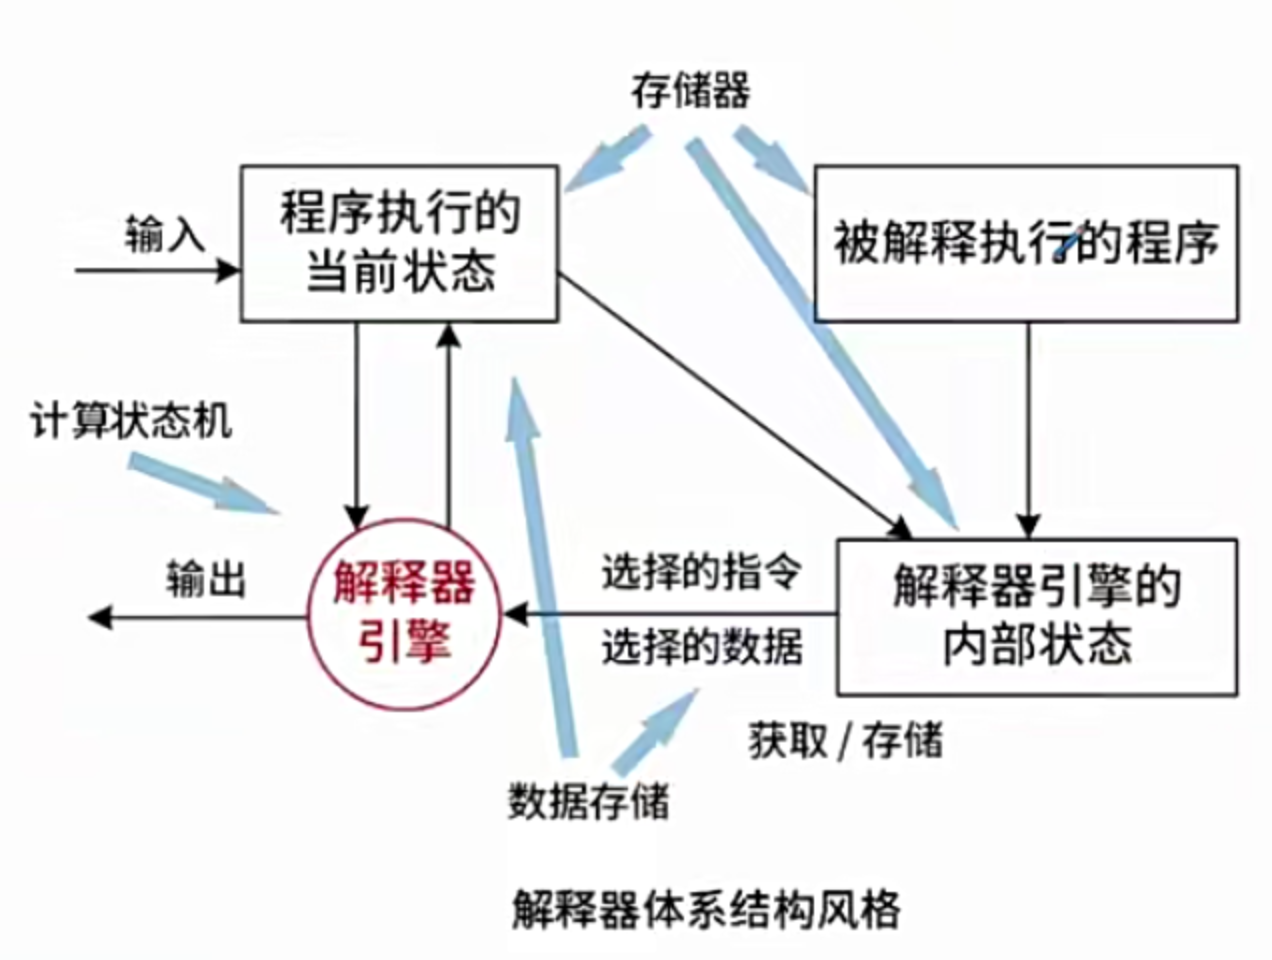 存储器
程序执行的
当前状态
被解释执行的程序
输入
计算状态机
输出
解释器
引擎
选择的指令
选择的数据
解释器引擎的
内部状态
获取 / 存储
数据存储
解释器体系结构风格